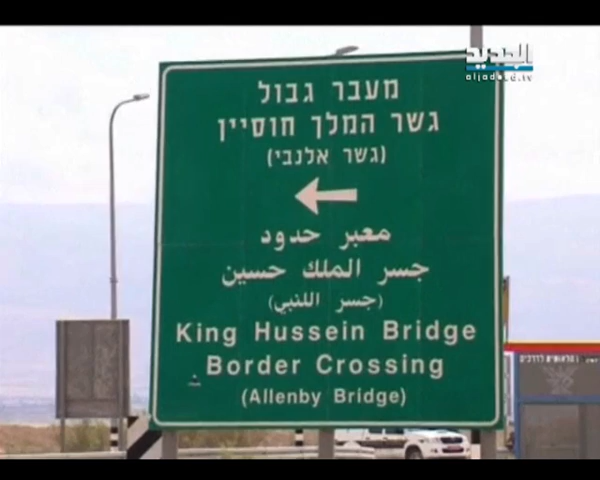 الجديد
aljadeed.tv
מעבר גבול
גשר המלך חוסיין
(גשר אלנבי)
معبر حدود
جسر الملك حسين
(جسر اللنبي)
King Hussein Bridge
Border Crossing
(Allenby Bridge)